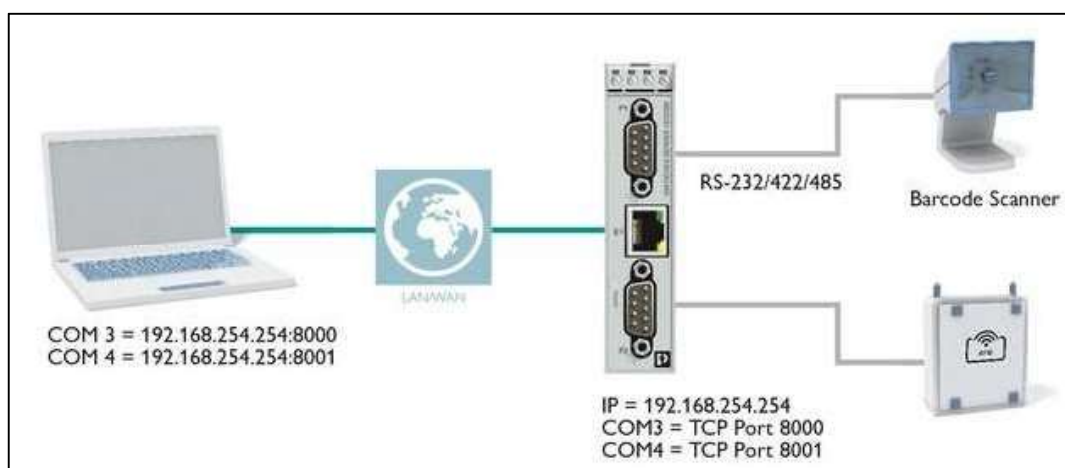 RS-232/422/485
Barcode Scanner
LAN/WAN
COM 3 = 192.168.254.254:8000
COM 4 = 192.168.254.254:8001
IP = 192.168.254.254
COM3 = TCP Port 8000
COM4 = TCP Port 8001